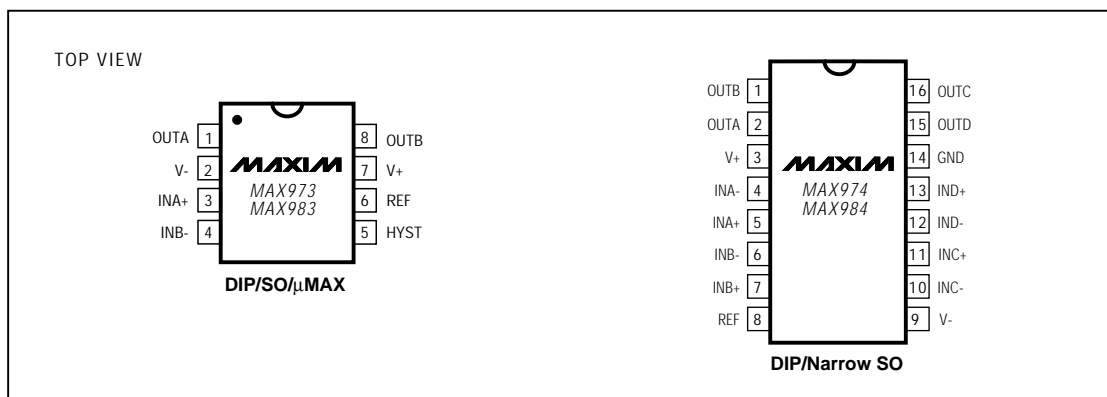 TOP VIEW
OUTA 1
V- 2
INA+ 3
INB- 4
MAXIM
MAX973
MAX983
8 OUTB
7 V+
6 REF
5 HYST
DIP/SO/µMAX
OUTB 1
OUTA 2
V+ 3
INA- 4
INA+ 5
INB- 6
INB+ 7
REF 8
MAXIM
MAX974
MAX984
16 OUTC
15 OUTD
14 GND
13 IND+
12 IND-
11 INC+
10 INC-
9 V-
DIP/Narrow SO